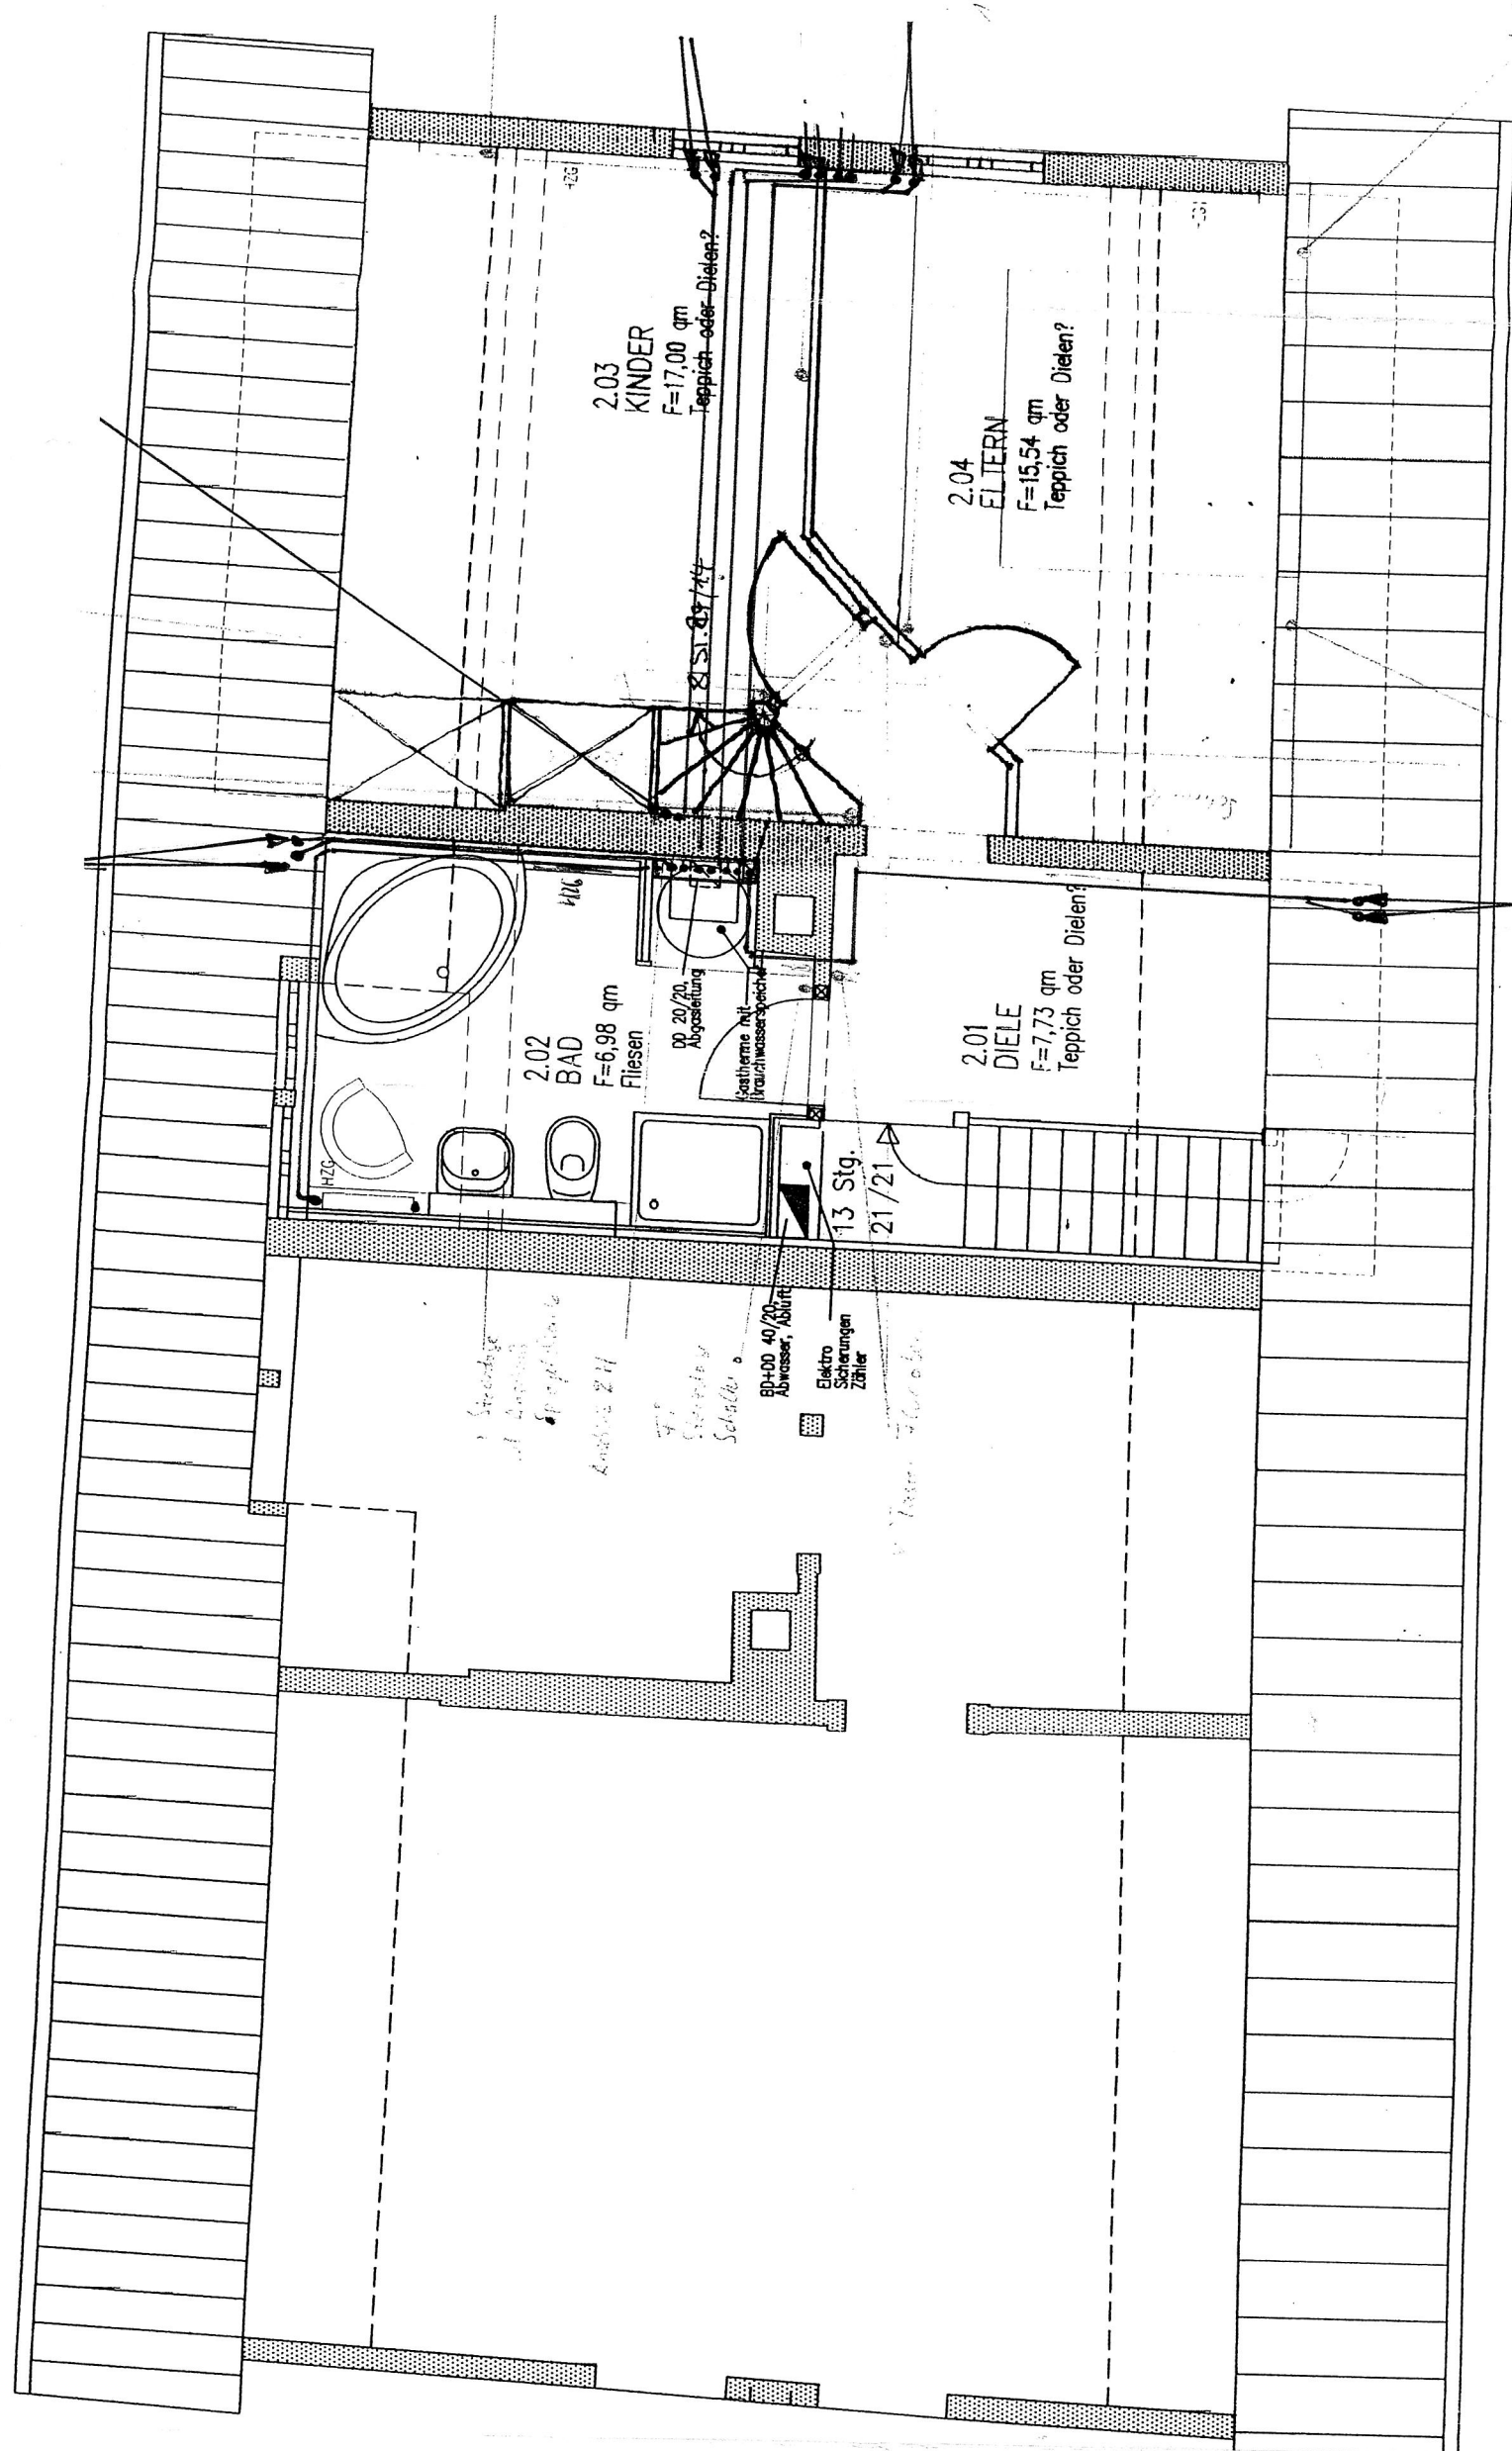 2.03
KINDER
F=17,00 qm
Teppich oder Dielen?
2.04
ELTERN
F=15,54 qm
Teppich oder Dielen?
HZG
2.02
BAD
F=6,98 qm
Fliesen
HZG
HZG
DD 20/20,
Abgasleitung
Gastherme mit
Brauchwasserspeicher
2.01
DIELE
F=7,73 qm
Teppich oder Dielen?
13 Stg.
21/21
BD+DD 40/20,
Abwasser, Abluft
Elektro
Sicherungen
Zähler